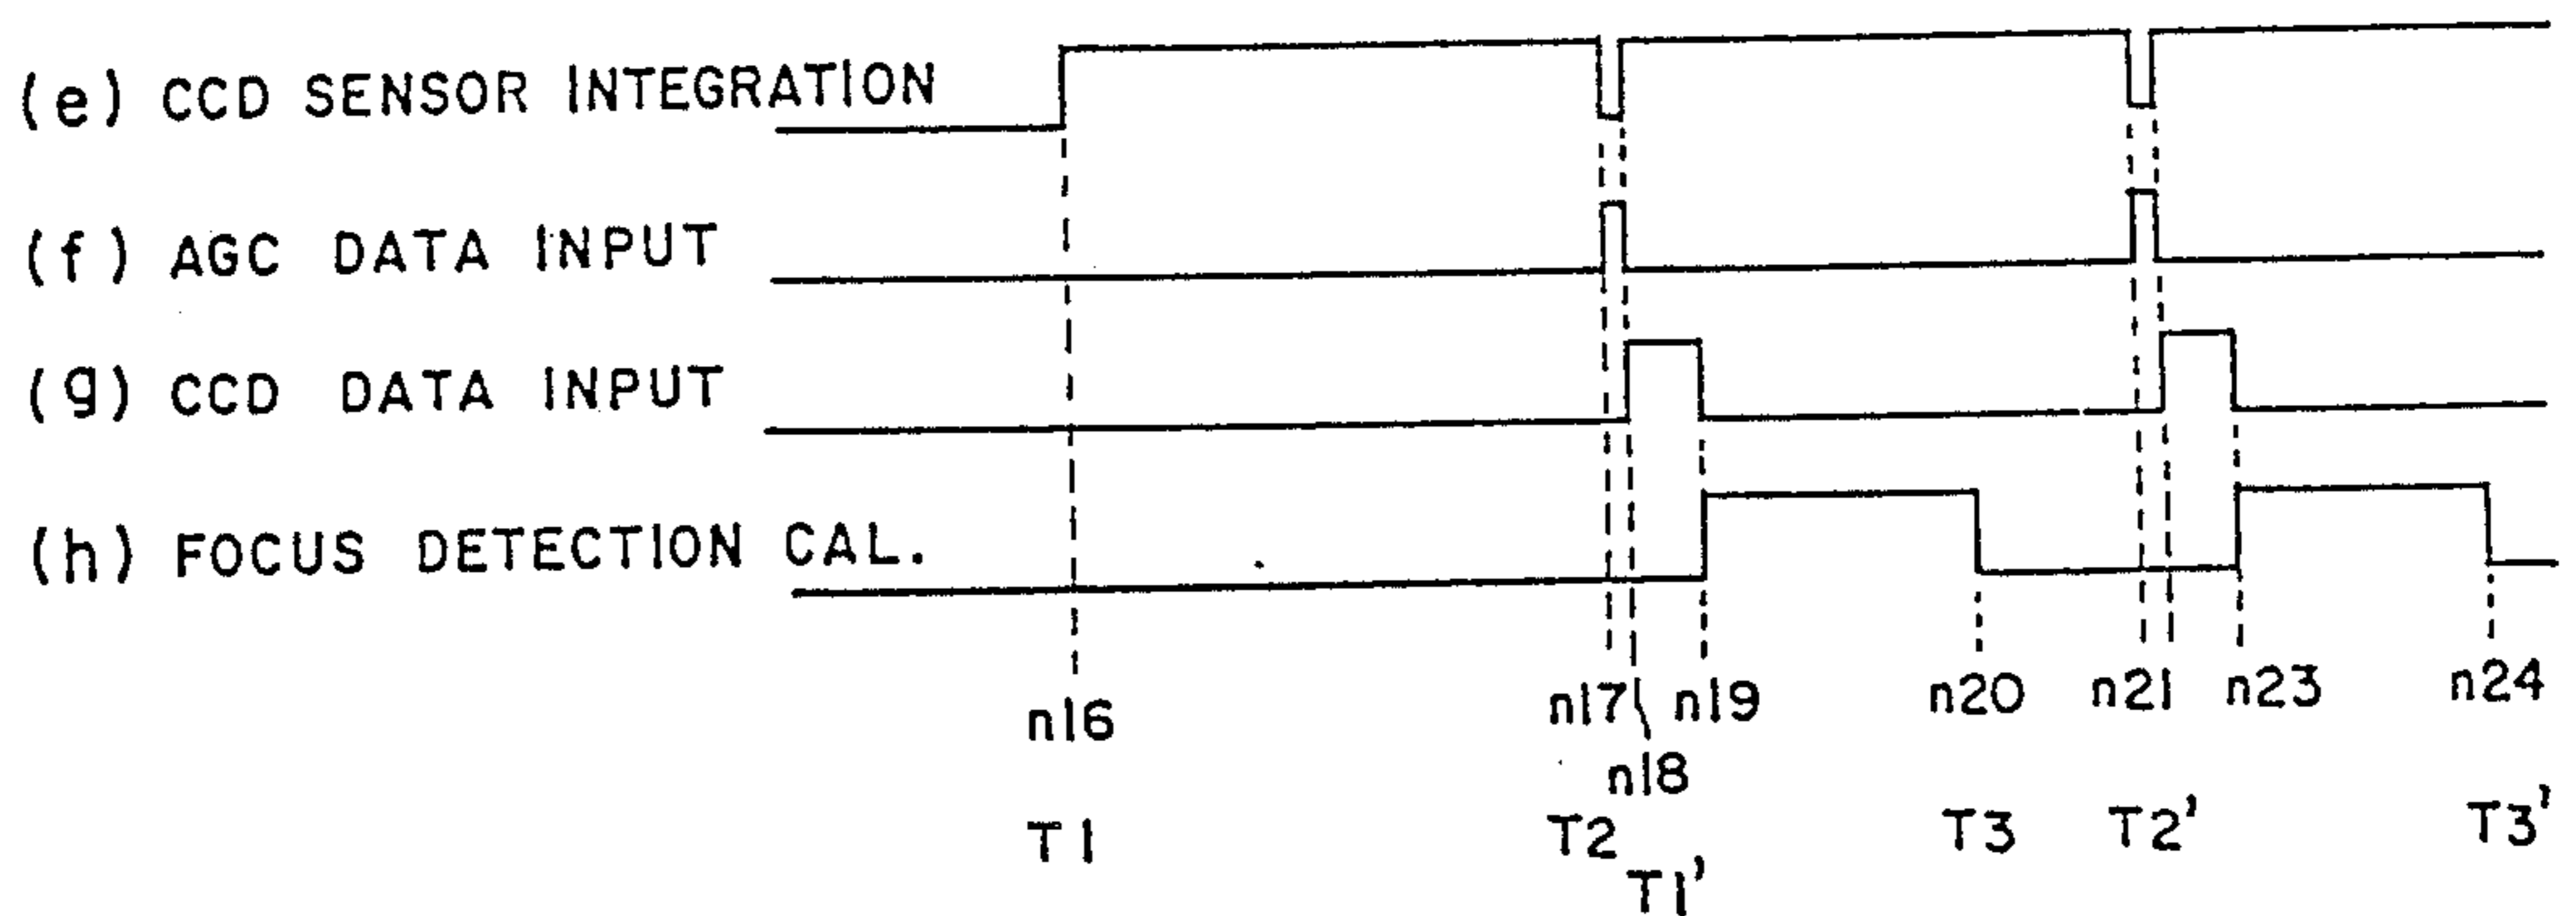 (e) CCD SENSOR INTEGRATION
(f) AGC DATA INPUT
(g) CCD DATA INPUT
(h) FOCUS DETECTION CAL.
n16 n17 n18 n19 n20 n21 n23 n24
T1 T2 T1' T3 T2' T3'